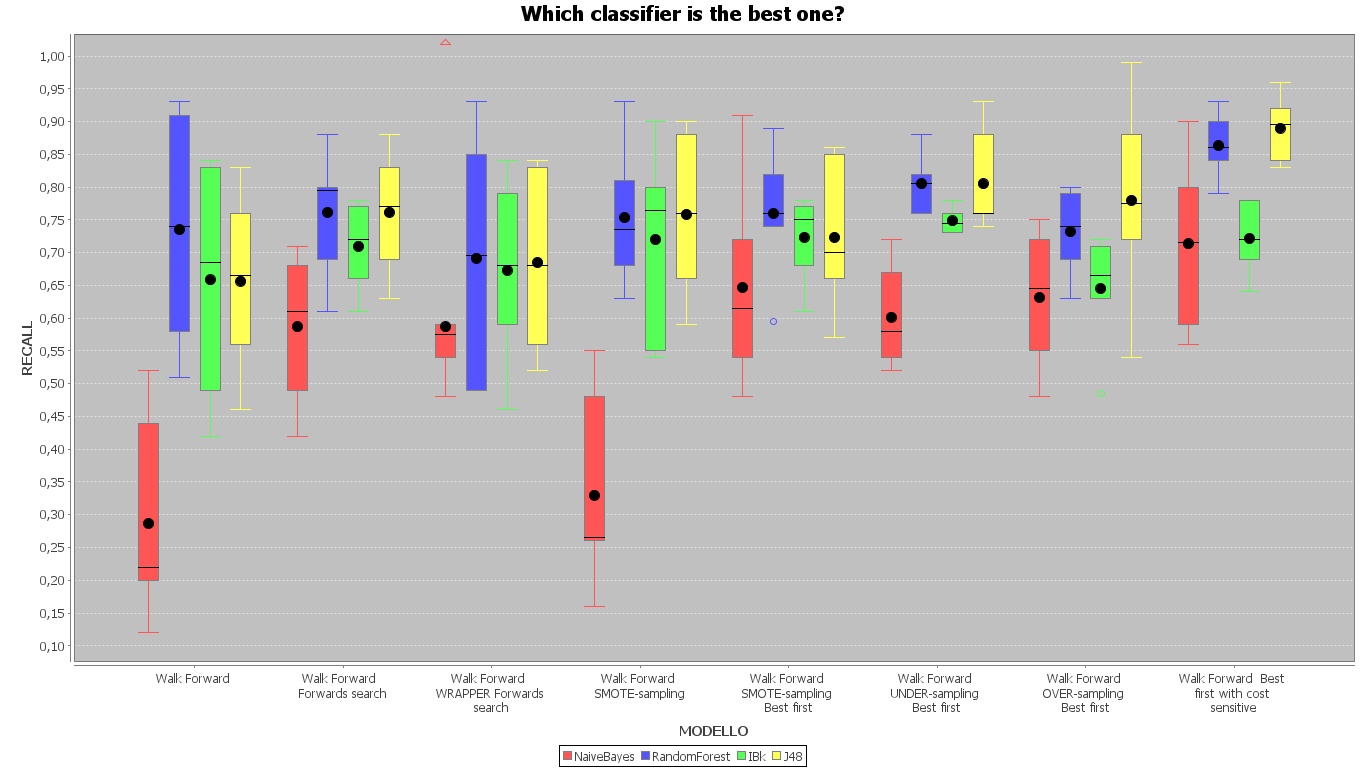 Which classifier is the best one?
1,00
0,95
0,90
0,85
0,80
0,75
0,70
0,65
0,60
0,55
0,50
0,45
0,40
0,35
0,30
0,25
0,20
0,15
0,10
RECALL
Walk Forward
Walk Forward
Forwards search
Walk Forward
WRAPPER Forwards
search
Walk Forward
SMOTE-sampling
Walk Forward
SMOTE-sampling
Best first
Walk Forward
UNDER-sampling
Best first
Walk Forward
OVER-sampling
Best first
Walk Forward Best
first with cost
sensitive
MODELLO
NaiveBayes RandomForest IBk J48